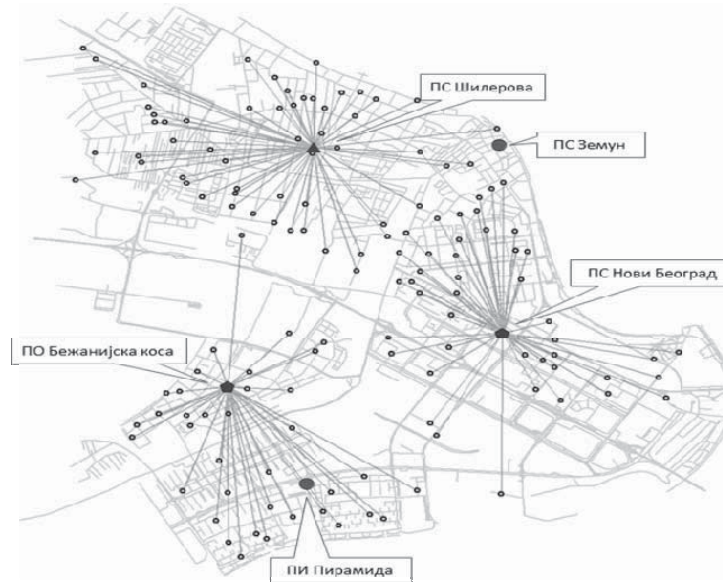 ПС Шилерова
ПС Земун
ПС Нови Београд
ПО Бежанијска коса
ПИ Пирамида